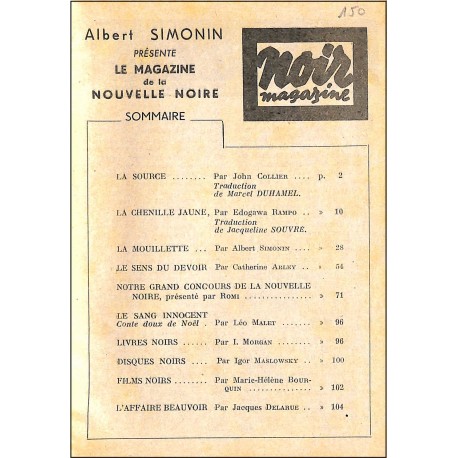 150
Albert SIMONIN
PRÉSENTE
LE MAGAZINE
de la
NOUVELLE NOIRE
noir
magazine
SOMMAIRE
LA SOURCE ........ Par John COLLIER .... p. 2
Traduction
de Marcel DUHAMEL.
LA CHENILLE JAUNE, Par Edogawa RAMPO .. » 10
Traduction
de Jacqueline SOUVRE.
LA MOUILLETTE ... Par Albert SIMONIN .... » 28
LE SENS DU DEVOIR Par Catherine ARLEY .. » 54
NOTRE GRAND CONCOURS DE LA NOUVELLE
NOIRE, présenté par ROMI ................ » 71
LE SANG INNOCENT
Conte doux de Noël . Par Léo MALET ........ » 96
LIVRES NOIRS ...... Par I. MORGAN ........ » 96
DISQUES NOIRS .... Par Igor MASLOWSKY .. » 100
FILMS NOIRS ........ Par Marie-Hélène BOUR-
QUIN ............... » 102
L'AFFAIRE BEAUVOIR Par Jacques DELARUE .. » 104